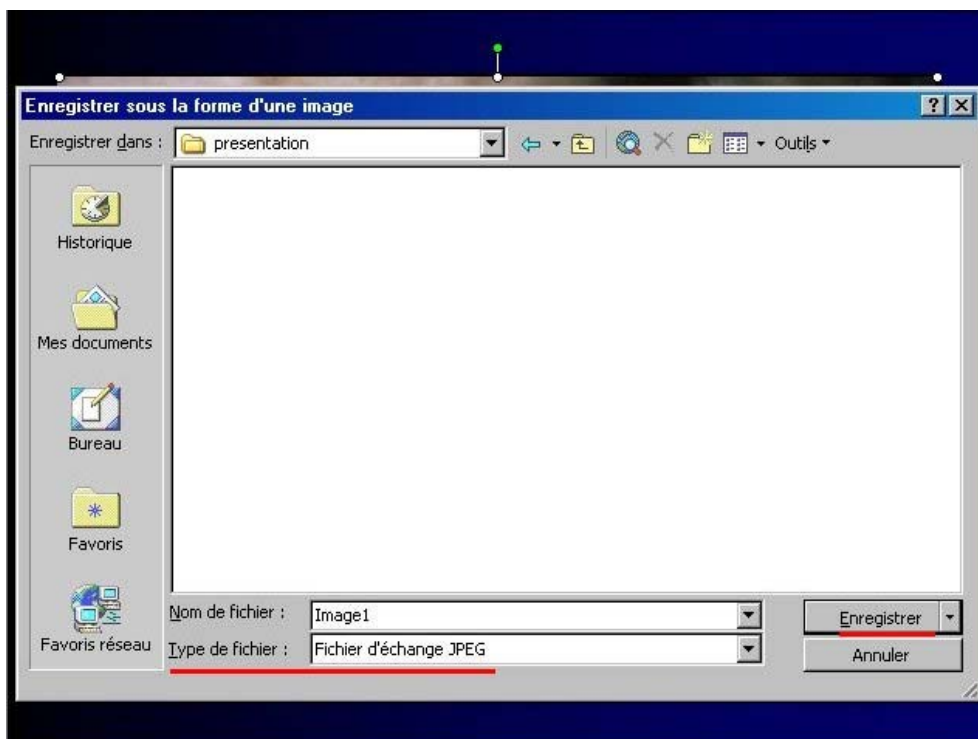 Enregistrer sous la forme d'une image
Enregistrer dans :
presentation
Outils
Historique
Mes documents
Bureau
Favoris
Favoris réseau
Nom de fichier :
Image1
Enregistrer
Type de fichier :
Fichier d'échange JPEG
Annuler